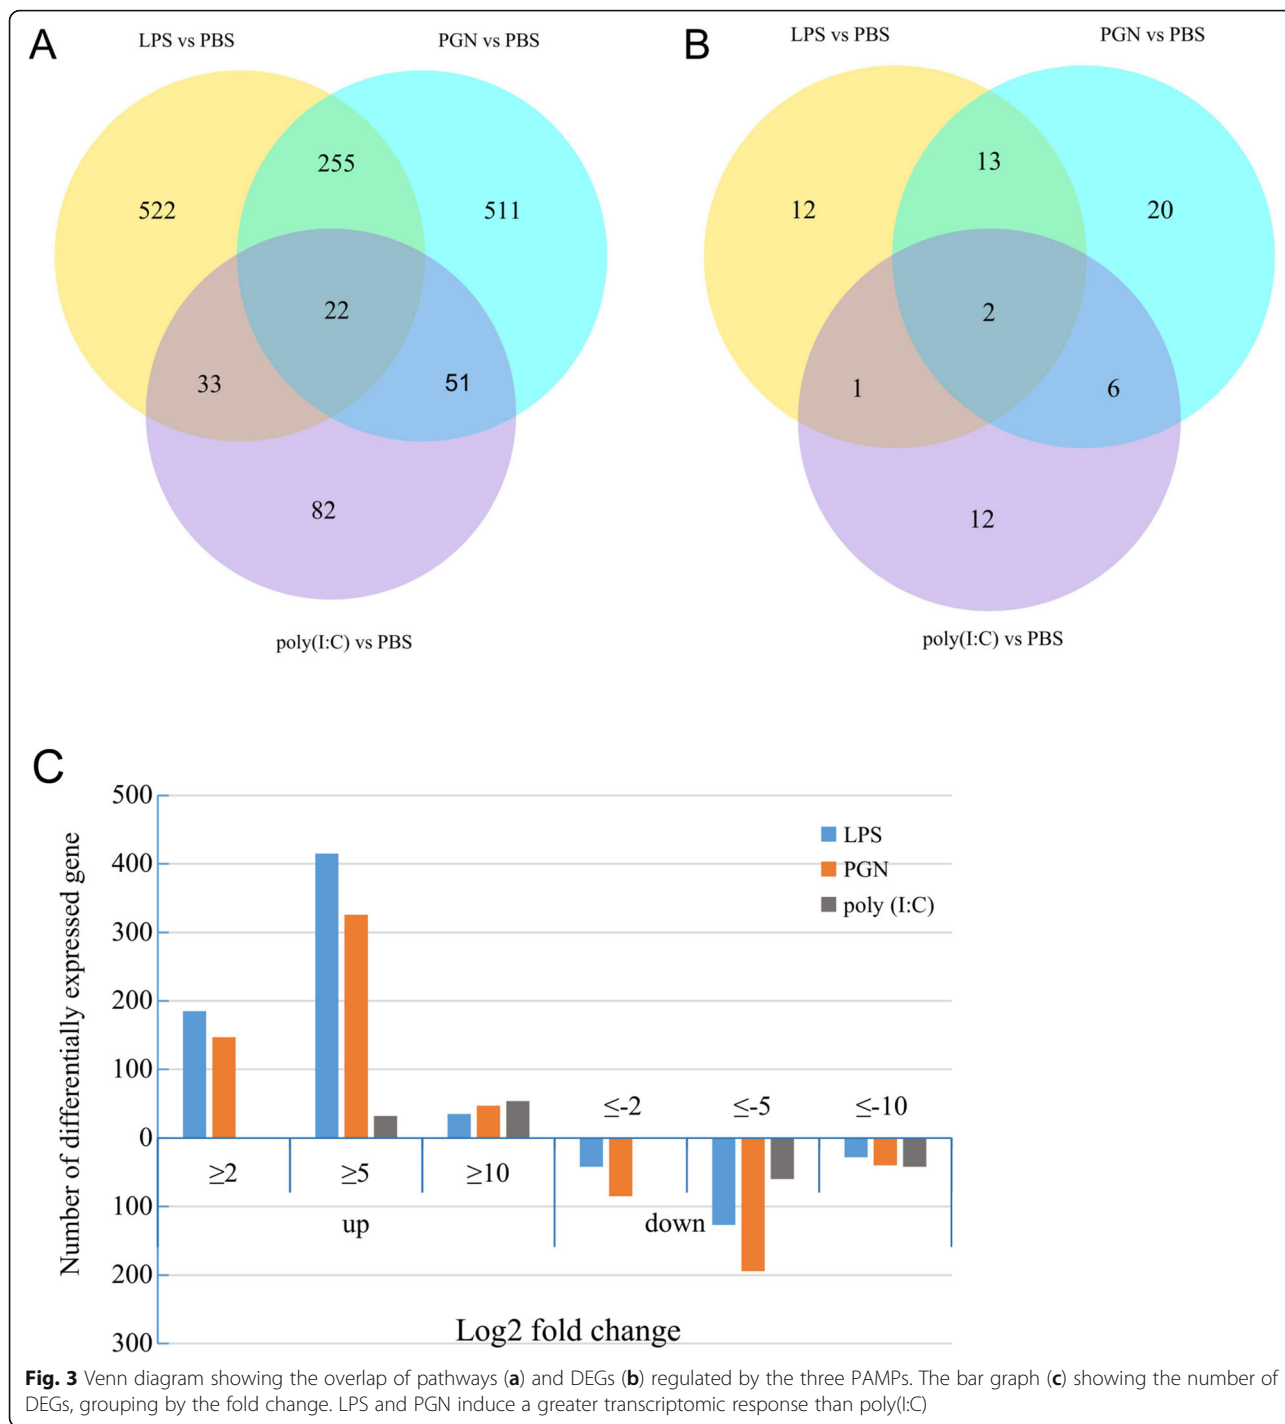 A
LPS vs PBS
PGN vs PBS
522
255
511
22
33
51
82
poly(I:C) vs PBS
B
LPS vs PBS
PGN vs PBS
12
13
20
2
1
6
12
poly(I:C) vs PBS
C
Number of differentially expressed gene
500
400
300
200
100
0
100
200
300
LPS
PGN
poly (I:C)
≥2
≥5
≥10
≤-2
≤-5
≤-10
up
down
Log2 fold change
Fig. 3 Venn diagram showing the overlap of pathways (a) and DEGs (b) regulated by the three PAMPs. The bar graph (c) showing the number of
DEGs, grouping by the fold change. LPS and PGN induce a greater transcriptomic response than poly(I:C)